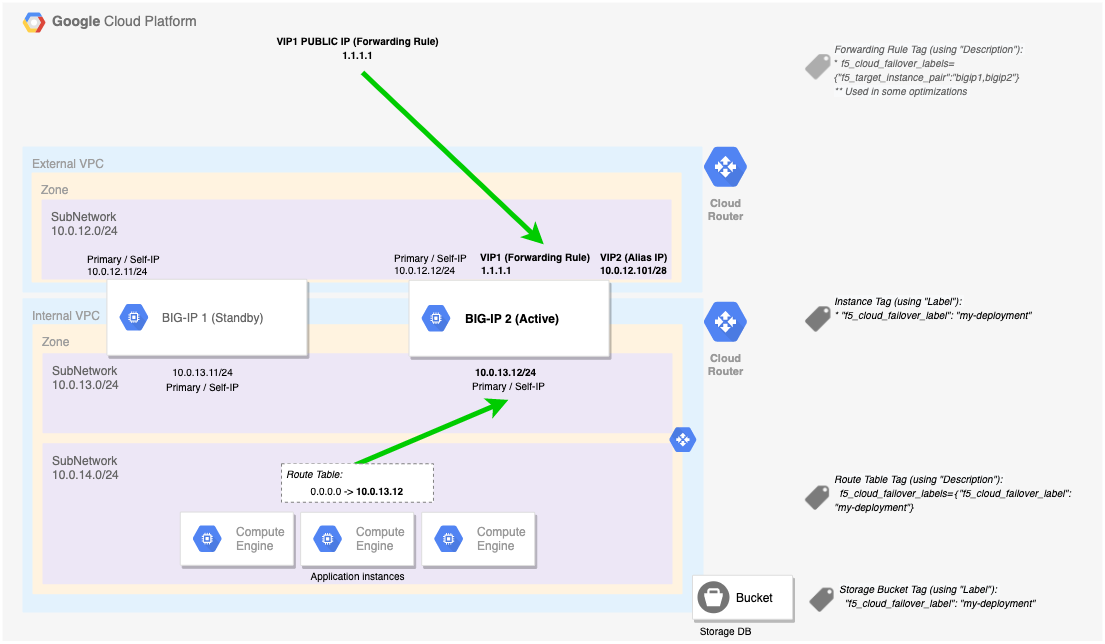 Google Cloud Platform
VIP1 PUBLIC IP (Forwarding Rule)
1.1.1.1
Forwarding Rule Tag (using "Description"):
* f5_cloud_failover_labels=
{"f5_target_instance_pair":"bigip1,bigip2"}
** Used in some optimizations
External VPC
Zone
SubNetwork
10.0.12.0/24
Cloud
Router
Primary / Self-IP
10.0.12.11/24
Primary / Self-IP
10.0.12.12/24
VIP1 (Forwarding Rule)
1.1.1.1
VIP2 (Alias IP)
10.0.12.101/28
BIG-IP 1 (Standby)
BIG-IP 2 (Active)
Internal VPC
Zone
Cloud
Router
Instance Tag (using "Label"):
* "f5_cloud_failover_label": "my-deployment"
SubNetwork
10.0.13.0/24
10.0.13.11/24
Primary / Self-IP
10.0.13.12/24
Primary / Self-IP
SubNetwork
10.0.14.0/24
Route Table:
0.0.0.0 -> 10.0.13.12
Route Table Tag (using "Description"):
f5_cloud_failover_labels={"f5_cloud_failover_label":
"my-deployment"}
Compute
Engine
Compute
Engine
Compute
Engine
Application instances
Bucket
Storage DB
Storage Bucket Tag (using "Label"):
"f5_cloud_failover_label": "my-deployment"